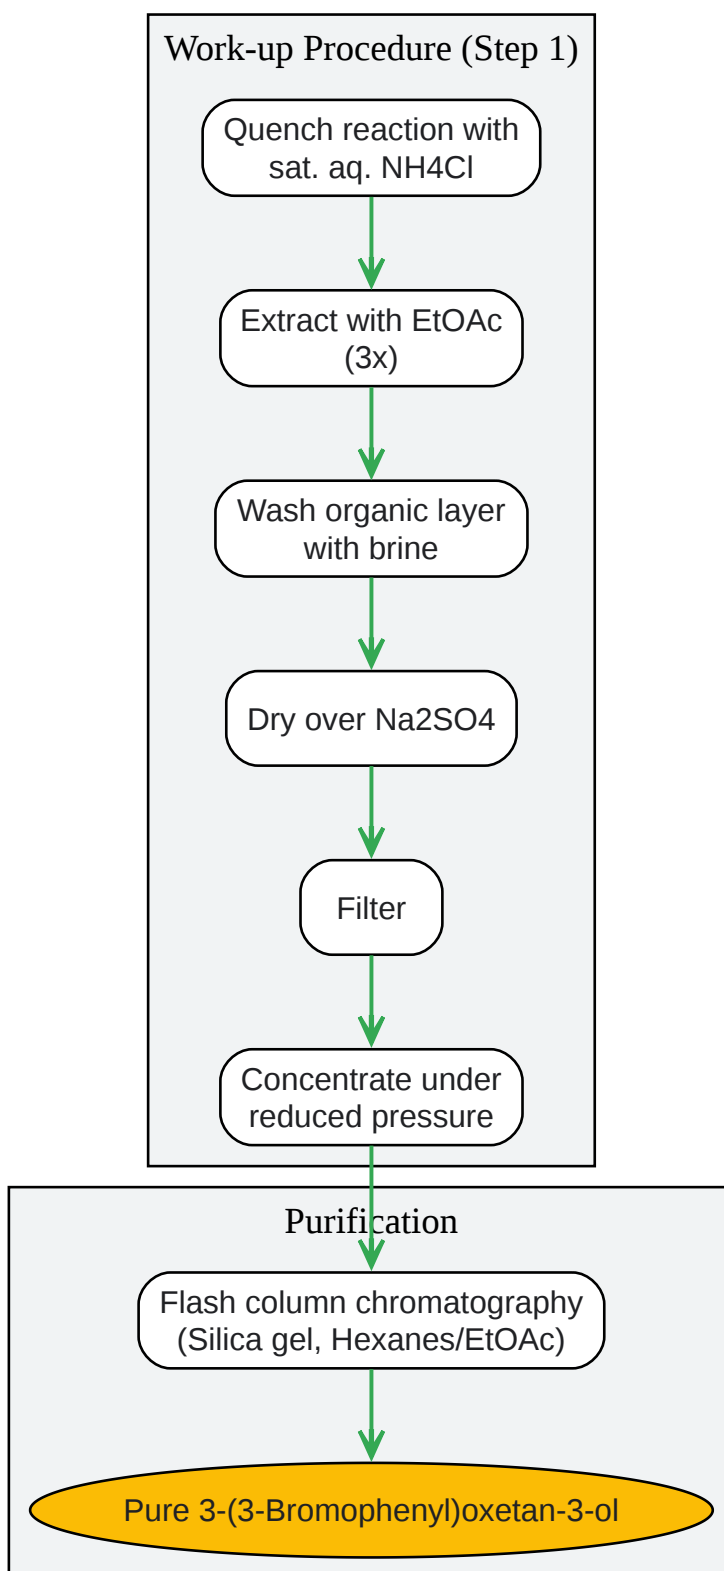 Work-up Procedure (Step 1)
Quench reaction with
sat. aq. NH4Cl
Extract with EtOAc
(3x)
Wash organic layer
with brine
Dry over Na2SO4
Filter
Concentrate under
reduced pressure
Purification
Flash column chromatography
(Silica gel, Hexanes/EtOAc)
Pure 3-(3-Bromophenyl)oxetan-3-ol